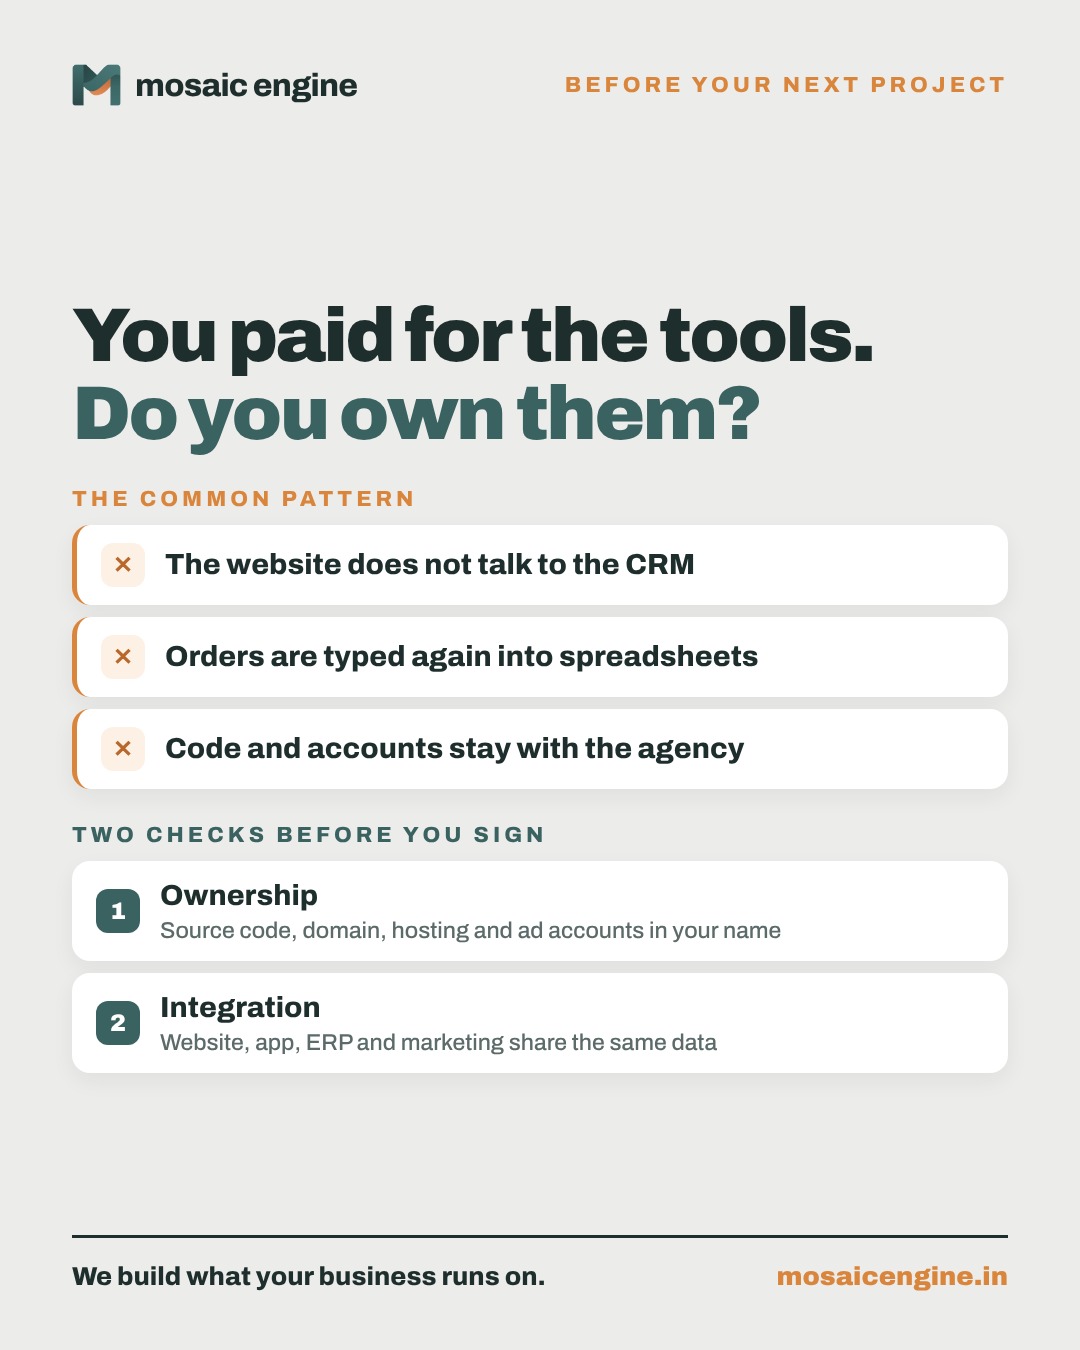 mosaic engine
BEFORE YOUR NEXT PROJECT
You paid for the tools.
Do you own them?
THE COMMON PATTERN
✕ The website does not talk to the CRM
✕ Orders are typed again into spreadsheets
✕ Code and accounts stay with the agency
TWO CHECKS BEFORE YOU SIGN
1 Ownership
Source code, domain, hosting and ad accounts in your name
2 Integration
Website, app, ERP and marketing share the same data
We build what your business runs on.
mosaicengine.in